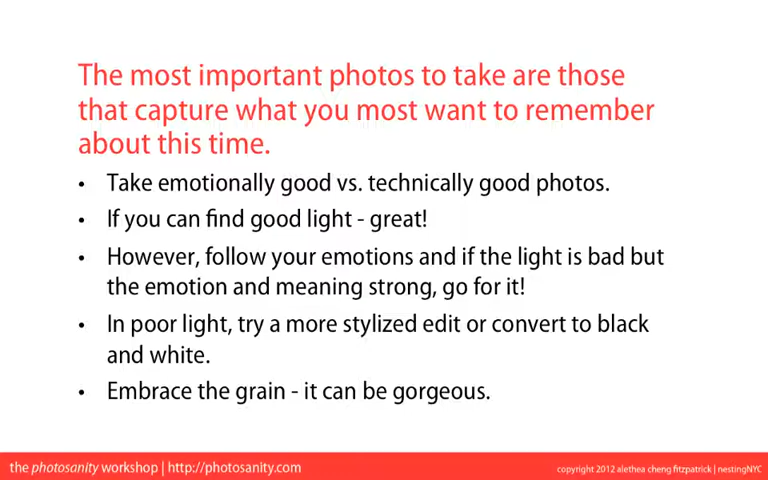 The most important photos to take are those
that capture what you most want to remember
about this time.
• Take emotionally good vs. technically good photos.
• If you can find good light - great!
• However, follow your emotions and if the light is bad but
the emotion and meaning strong, go for it!
• In poor light, try a more stylized edit or convert to black
and white.
• Embrace the grain - it can be gorgeous.
the photosanity workshop | http://photosanity.com
copyright 2012 alethea cheng fitzpatrick | nestingNYC